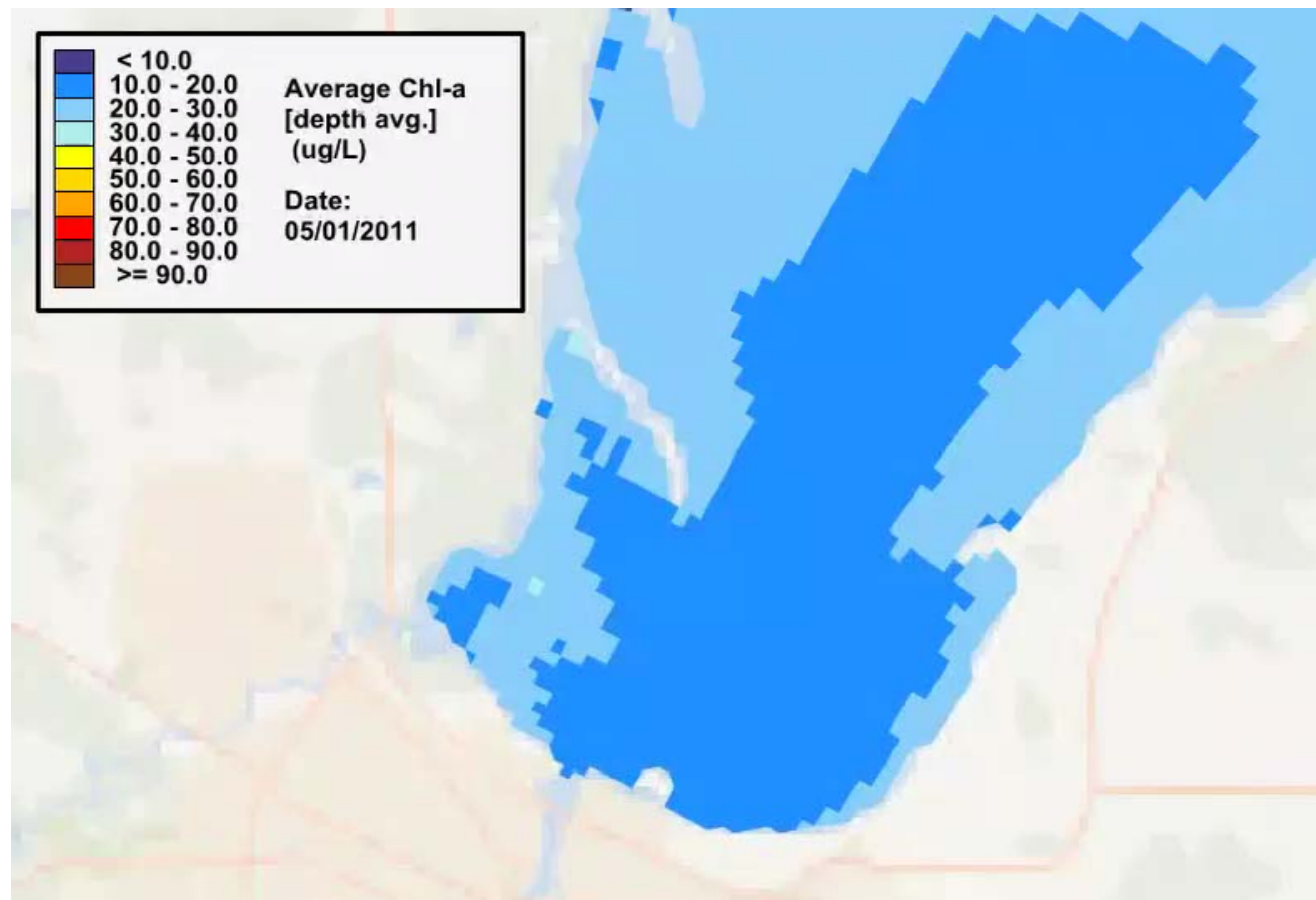 < 10.0
10.0 - 20.0
20.0 - 30.0
30.0 - 40.0
40.0 - 50.0
50.0 - 60.0
60.0 - 70.0
70.0 - 80.0
80.0 - 90.0
>= 90.0
Average Chl-a
[depth avg.]
(ug/L)
Date:
05/01/2011